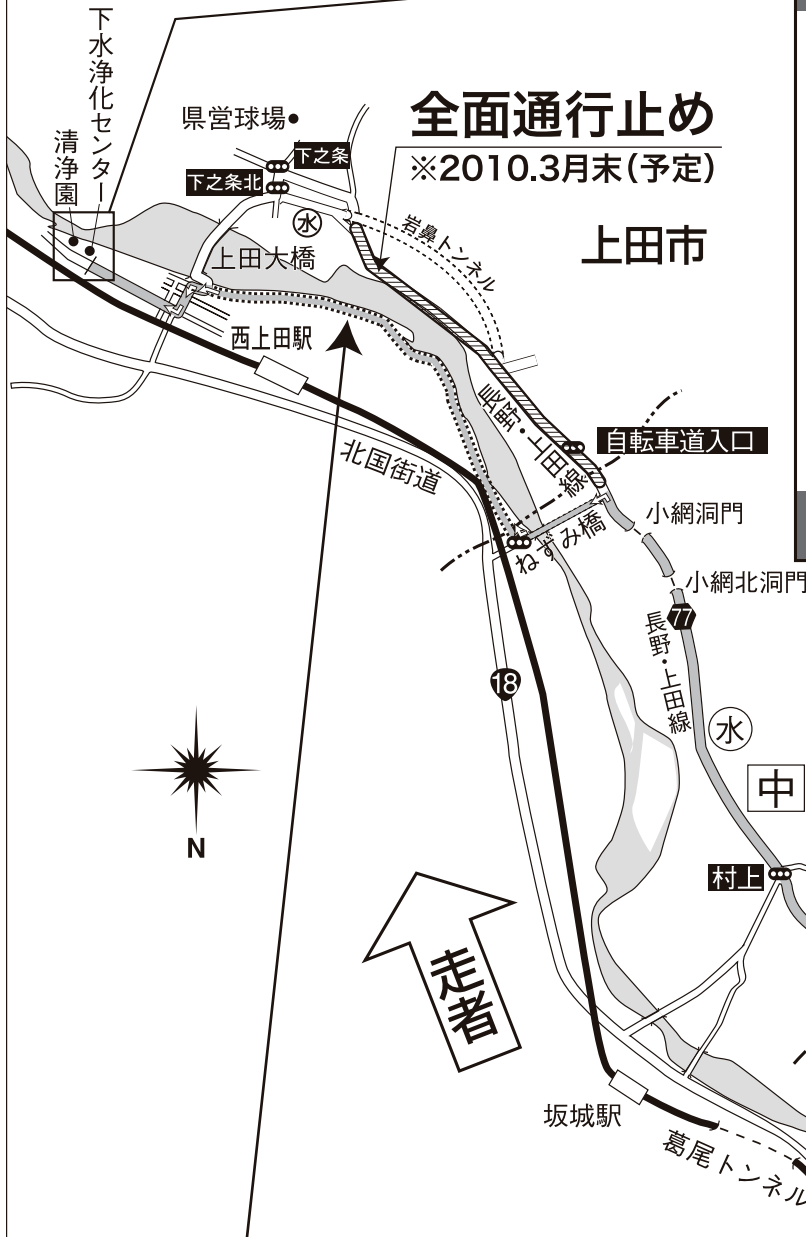 下水浄化センター
清浄園
県営球場
下之条
下之条北
全面通行止め
※2010.3月末(予定)
水
岩鼻トンネル
上田市
上田大橋
西上田駅
長野・上田線
自転車道入口
北国街道
ねずみ橋
小網洞門
小網北洞門
77
長野・上田線
18
水
中
N
村上
走者
坂城駅
葛尾トンネル